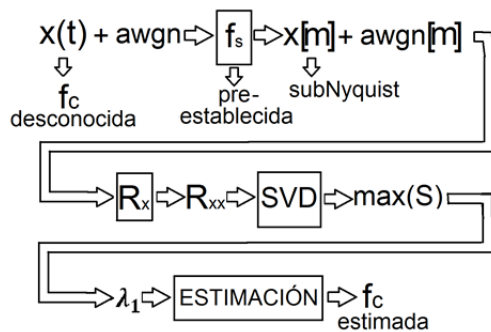 x(t) + awgn fs x[m] + awgn[m]
fc pre- subNyquist
desconocida establecida
Rx Rxx SVD max(S)
λ1 ESTIMACIÓN fc
estimada